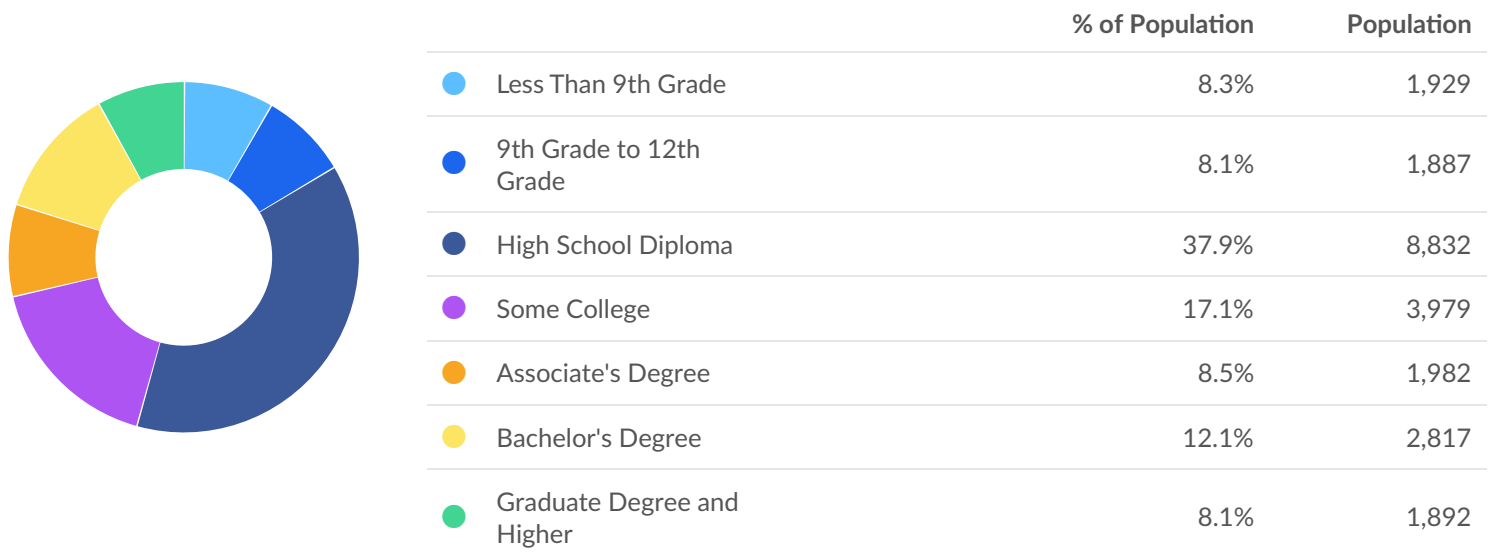 % of Population Population
Less Than 9th Grade 8.3% 1,929
9th Grade to 12th
Grade 8.1% 1,887
High School Diploma 37.9% 8,832
Some College 17.1% 3,979
Associate's Degree 8.5% 1,982
Bachelor's Degree 12.1% 2,817
Graduate Degree and
Higher 8.1% 1,892